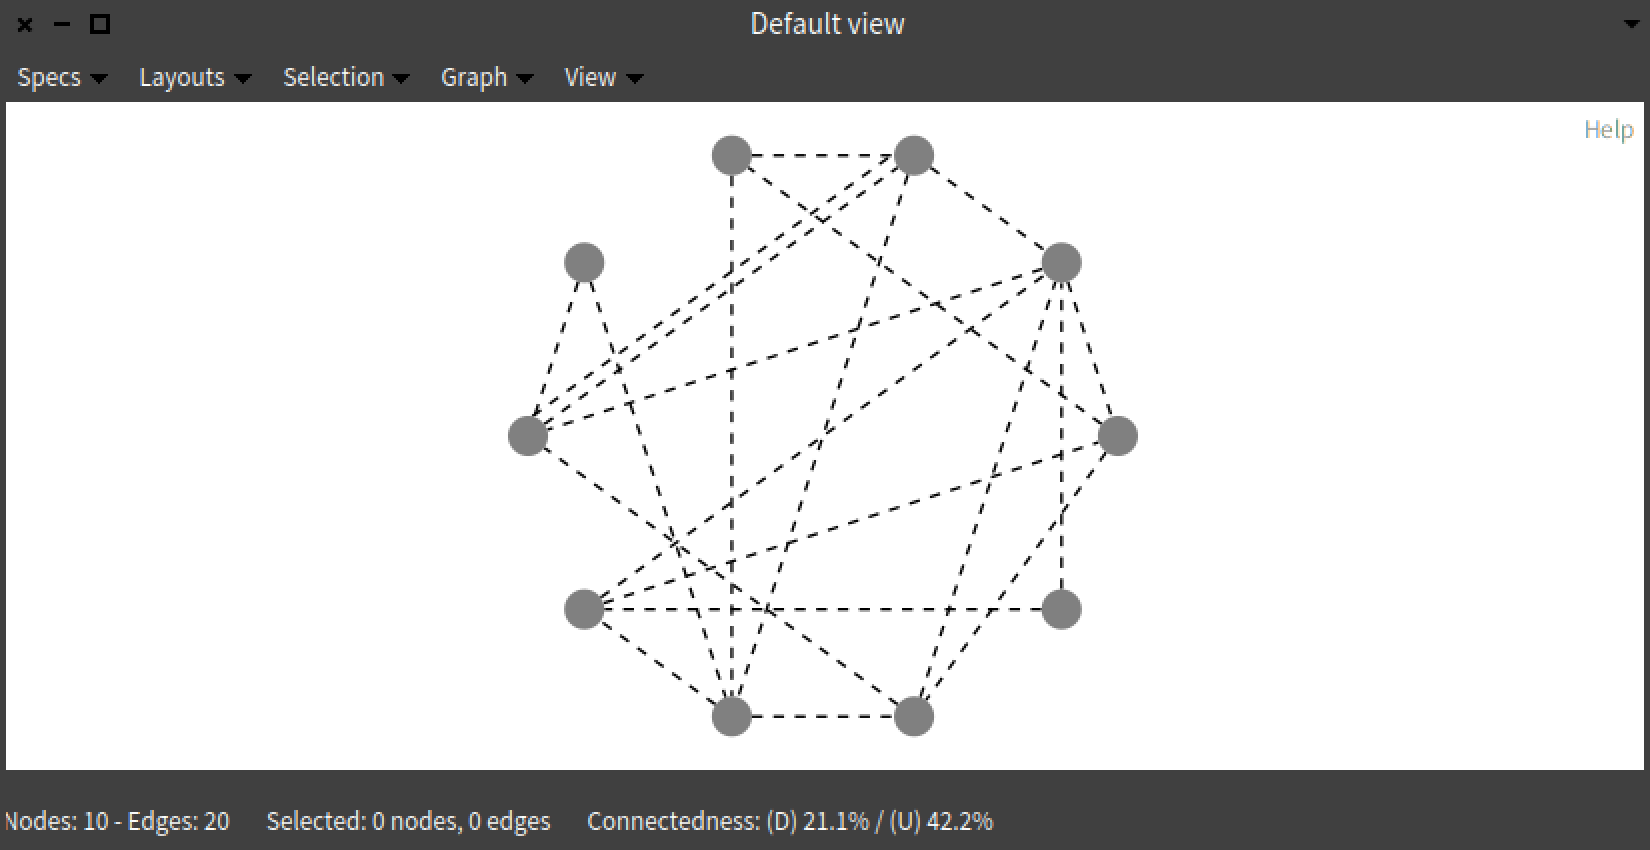 Default view
Specs Layouts Selection Graph View
Help
Nodes: 10 - Edges: 20 Selected: 0 nodes, 0 edges Connectedness: (D) 21.1% / (U) 42.2%